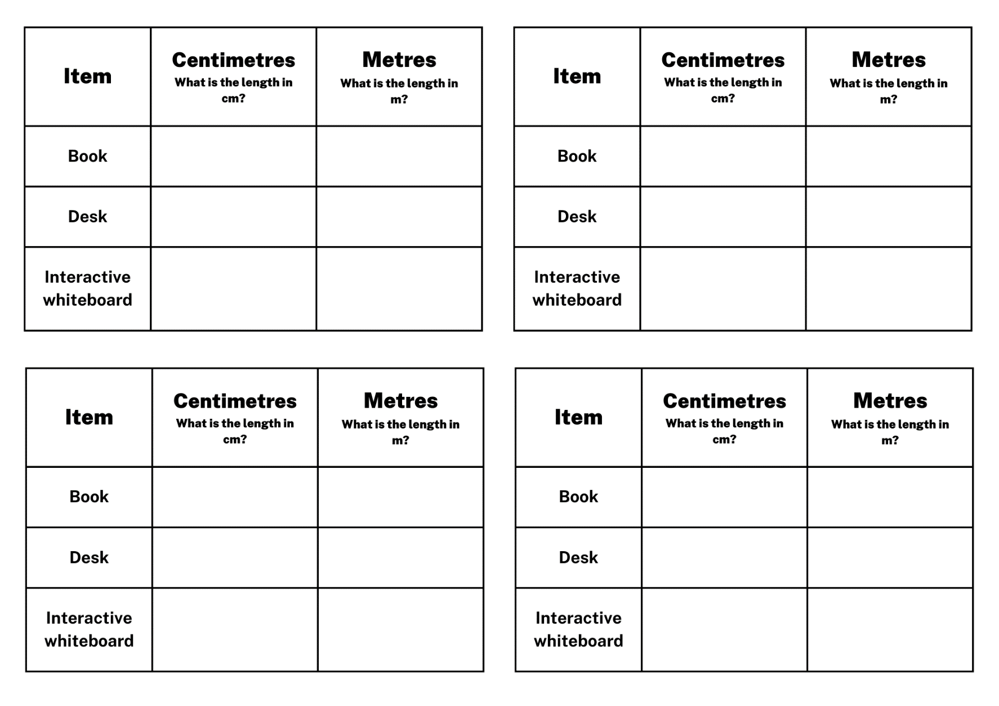 Item
Centimetres
What is the length in
cm?
Metres
What is the length in
m?
Book
Desk
Interactive
whiteboard
Item
Centimetres
What is the length in
cm?
Metres
What is the length in
m?
Book
Desk
Interactive
whiteboard
Item
Centimetres
What is the length in
cm?
Metres
What is the length in
m?
Book
Desk
Interactive
whiteboard
Item
Centimetres
What is the length in
cm?
Metres
What is the length in
m?
Book
Desk
Interactive
whiteboard